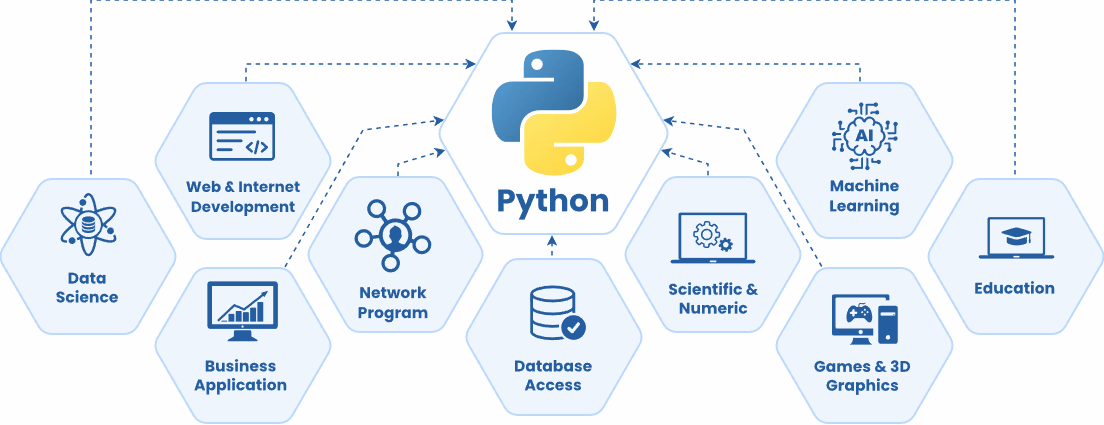 Python
Web & Internet
Development
Machine
Learning
Data
Science
Network
Program
Scientific &
Numeric
Education
Business
Application
Database
Access
Games & 3D
Graphics
</>
AI